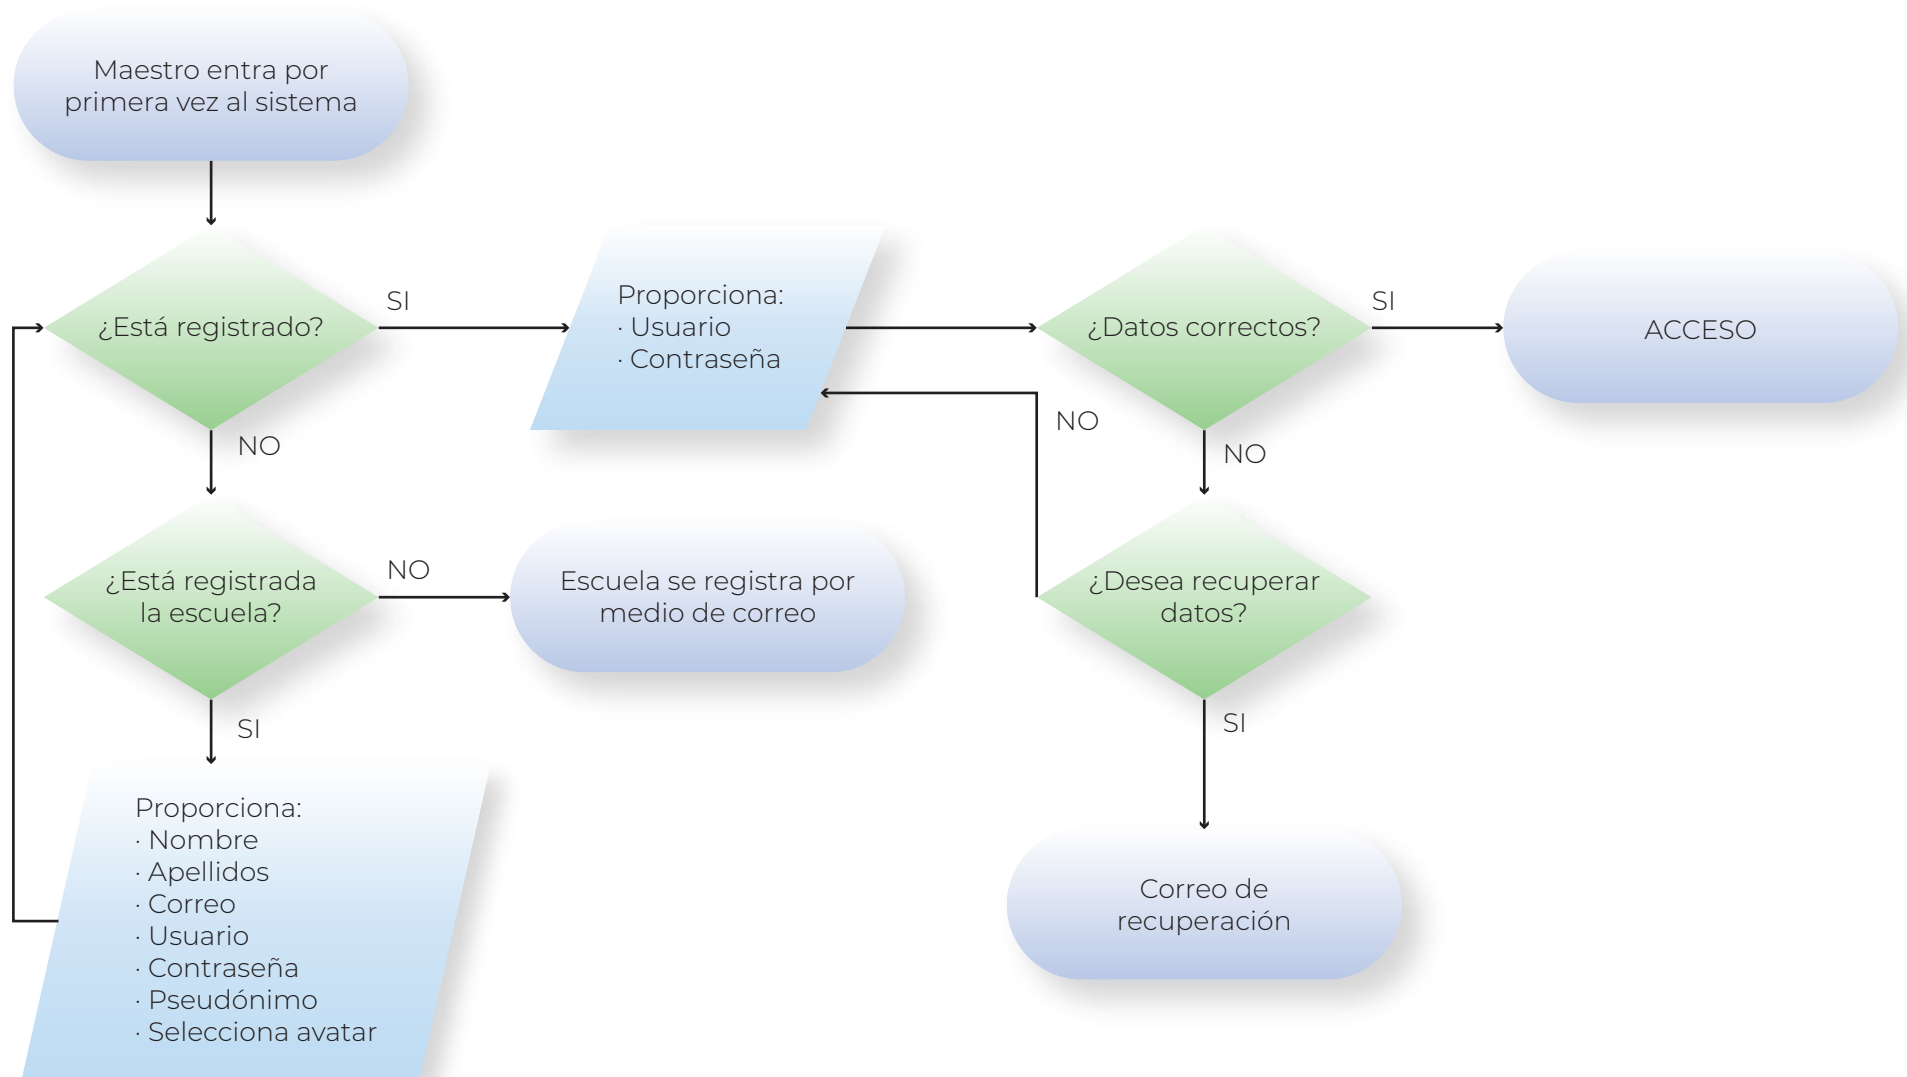 Maestro entra por
primera vez al sistema
¿Está registrado?
SI
Proporciona:
· Usuario
· Contraseña
¿Datos correctos?
SI
ACCESO
NO
NO
NO
¿Está registrada
la escuela?
NO
Escuela se registra por
medio de correo
¿Desea recuperar
datos?
SI
SI
Proporciona:
· Nombre
· Apellidos
· Correo
· Usuario
· Contraseña
· Pseudónimo
· Selecciona avatar
Correo de
recuperación